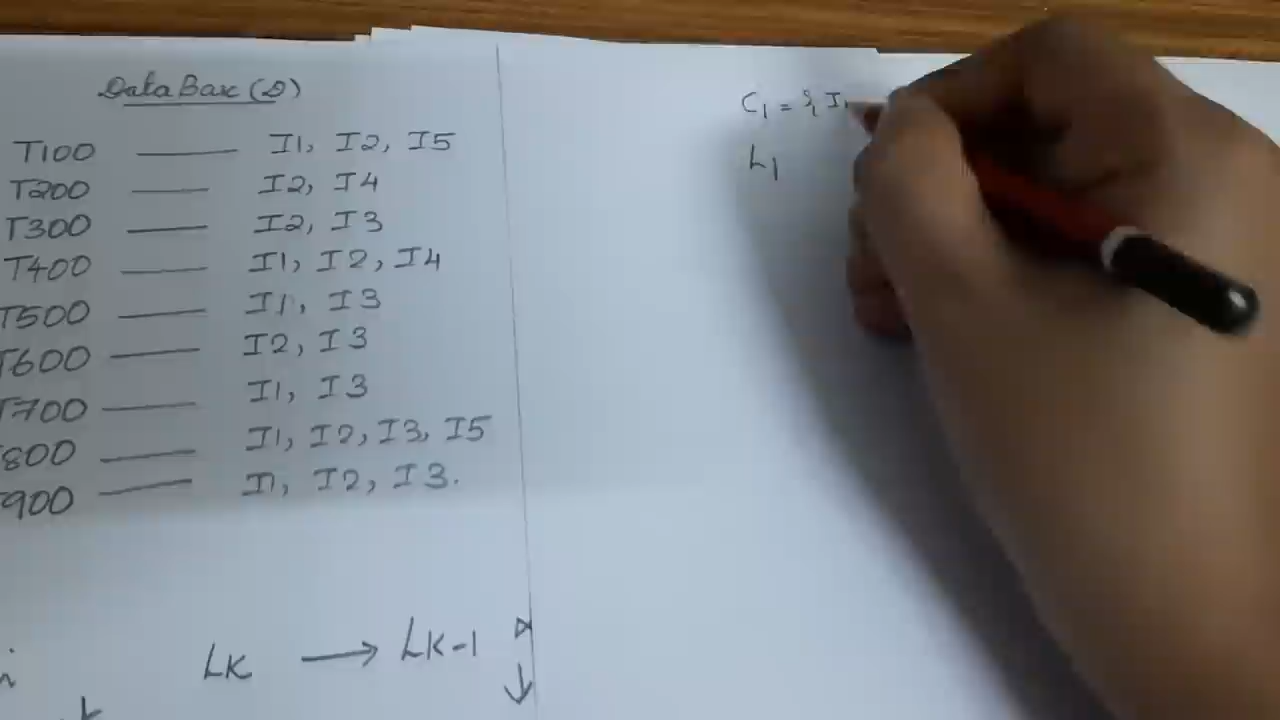 DataBase (D)
T100 I1, I2, I5
T200 I2, I4
T300 I2, I3
T400 I1, I2, I4
T500 I1, I3
T600 I2, I3
T700 I1, I3
800 I1, I2, I3, I5
900 I1, I2, I3.
C1 = { I1
L1
LK → LK-1